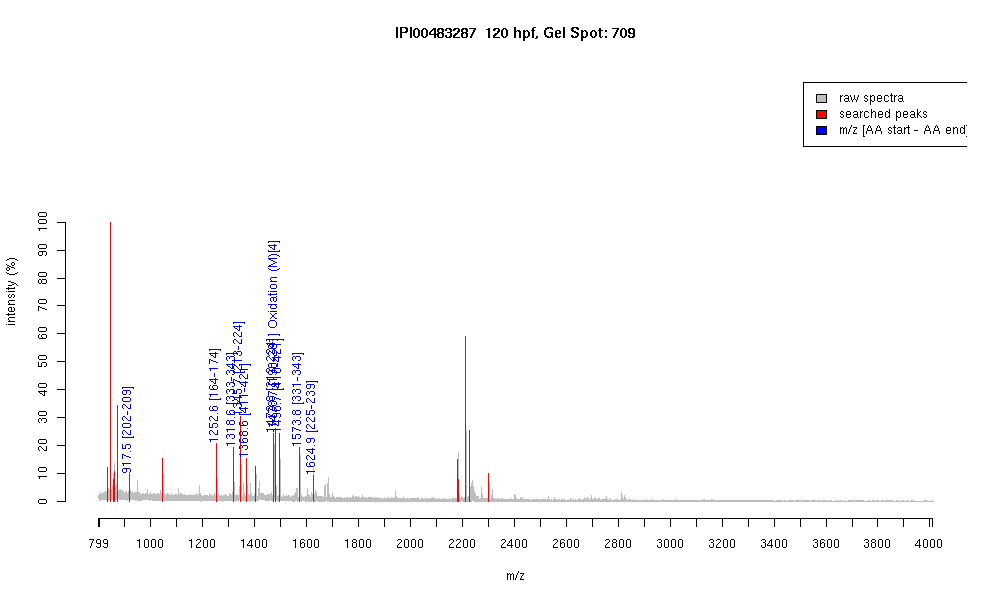 IPI00483287  120 hpf, Gel Spot: 709
raw spectra
searched peaks
m/z [AA start - AA end]
intensity (%)
100
90
80
70
60
50
40
30
20
10
0
917.5 [202-209]
1252.6 [164-174]
1318.6 [333-343]
[213-224]
1368.6 [411-421]
Oxidation (M)[4]
1573.8 [331-343]
1624.9 [225-239]
799 1000 1200 1400 1600 1800 2000 2200 2400 2600 2800 3000 3200 3400 3600 3800 4000
m/z